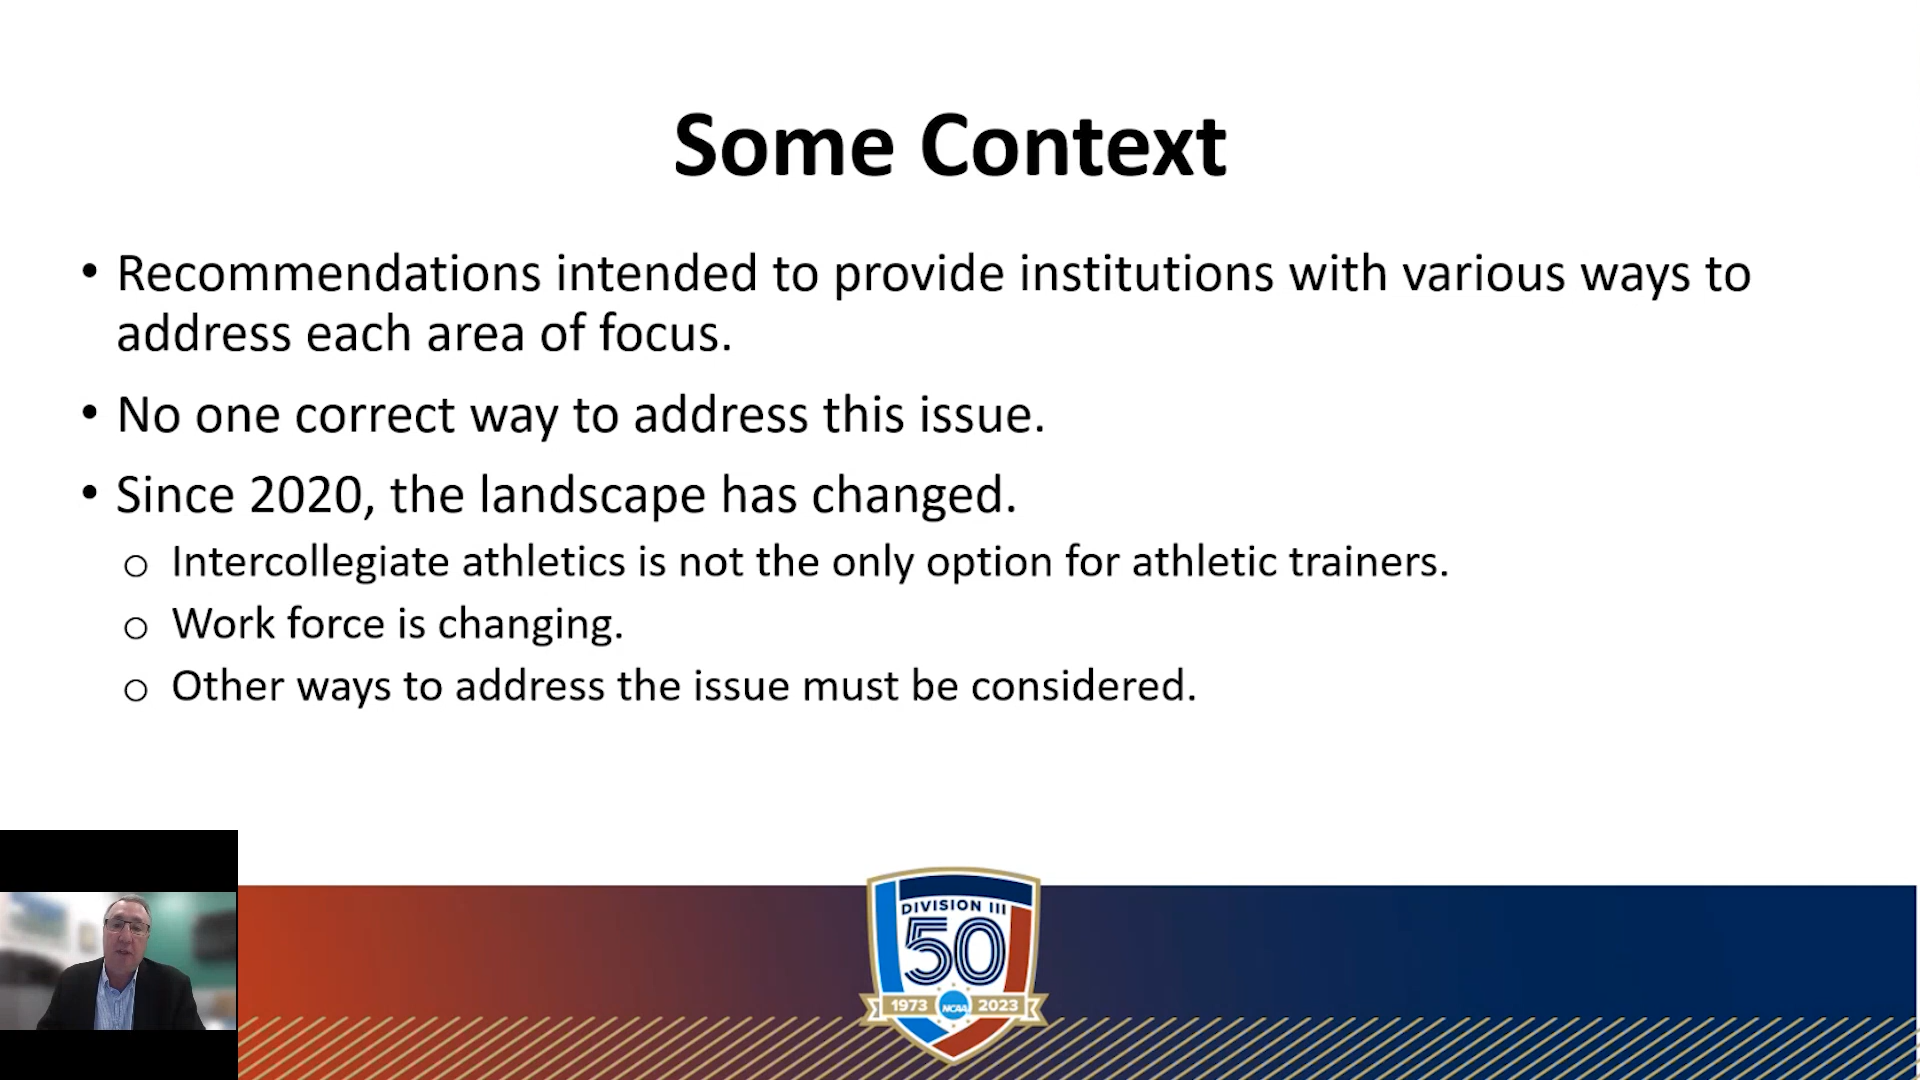 Some Context
• Recommendations intended to provide institutions with various ways to
address each area of focus.
• No one correct way to address this issue.
• Since 2020, the landscape has changed.
o Intercollegiate athletics is not the only option for athletic trainers.
o Work force is changing.
o Other ways to address the issue must be considered.
DIVISION III
50
1973 NCAA 2023